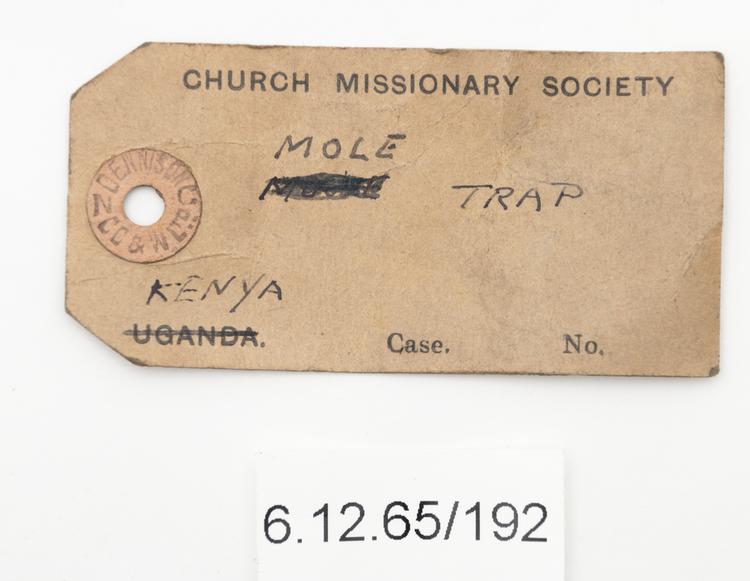 CHURCH MISSIONARY SOCIETY
MOLE
TRAP
KENYA
UGANDA.
Case. No.
6.12.65/192